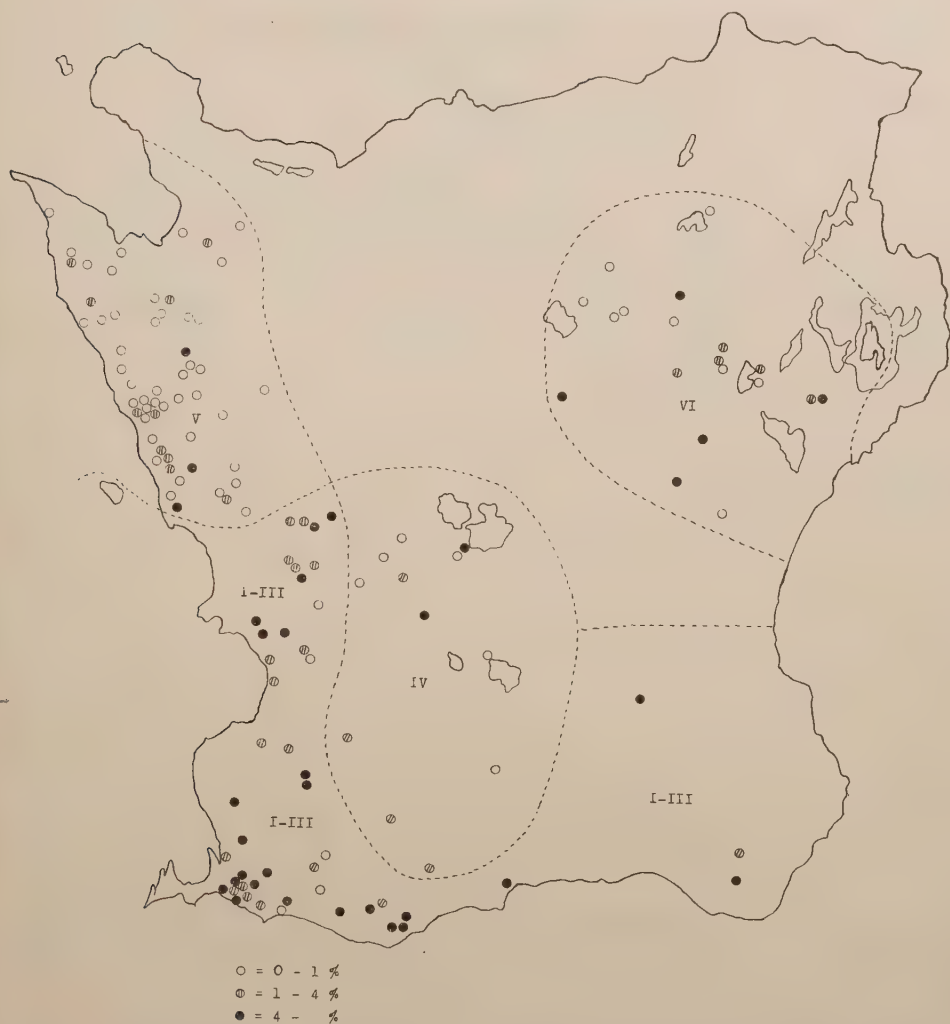 V
VI
I-III
IV
I-III
I-III
○ = 0 - 1 %
◍ = 1 - 4 %
● = 4 - %